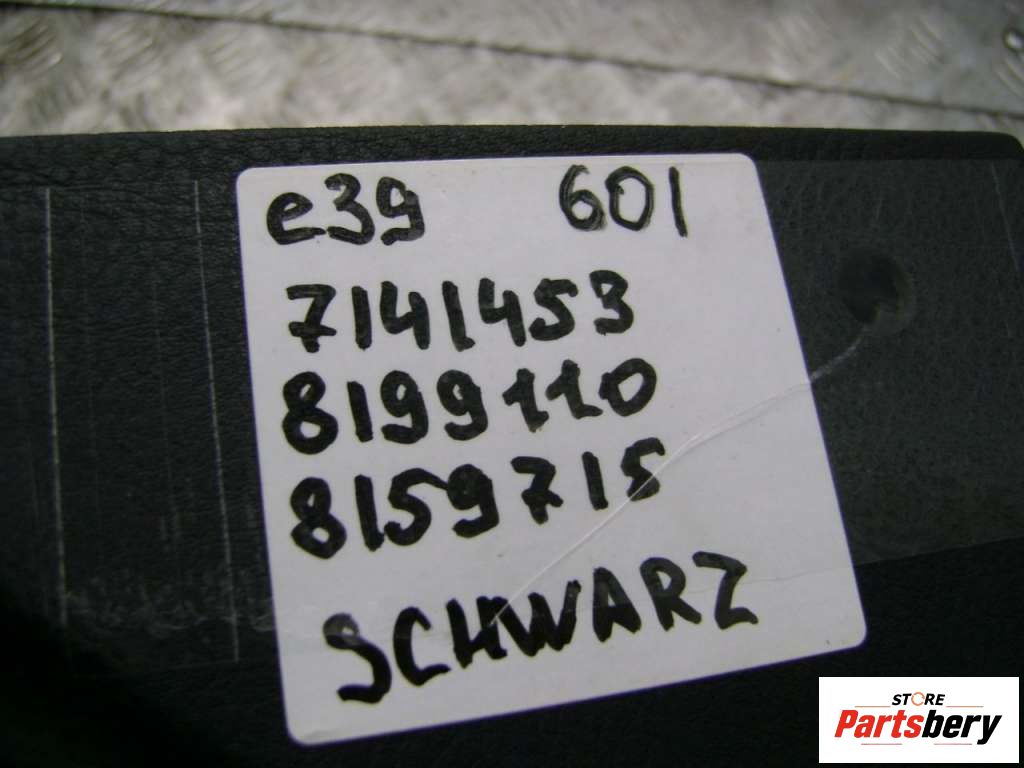 e39 601
7141453
8199110
8159715
SCHWARZ
STORE
Partsbery